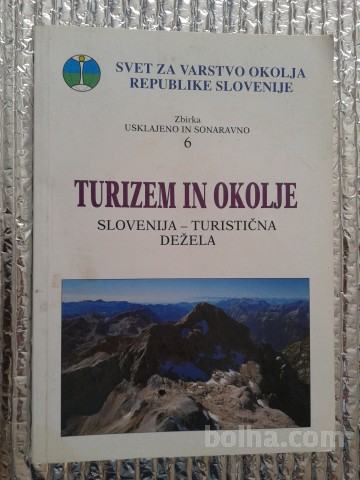 SVET ZA VARSTVO OKOLJA
REPUBLIKE SLOVENIJE
Zbirka
USKLAJENO IN SONARAVNO
6
TURIZEM IN OKOLJE
SLOVENIJA – TURISTIČNA
DEŽELA
bolha.com